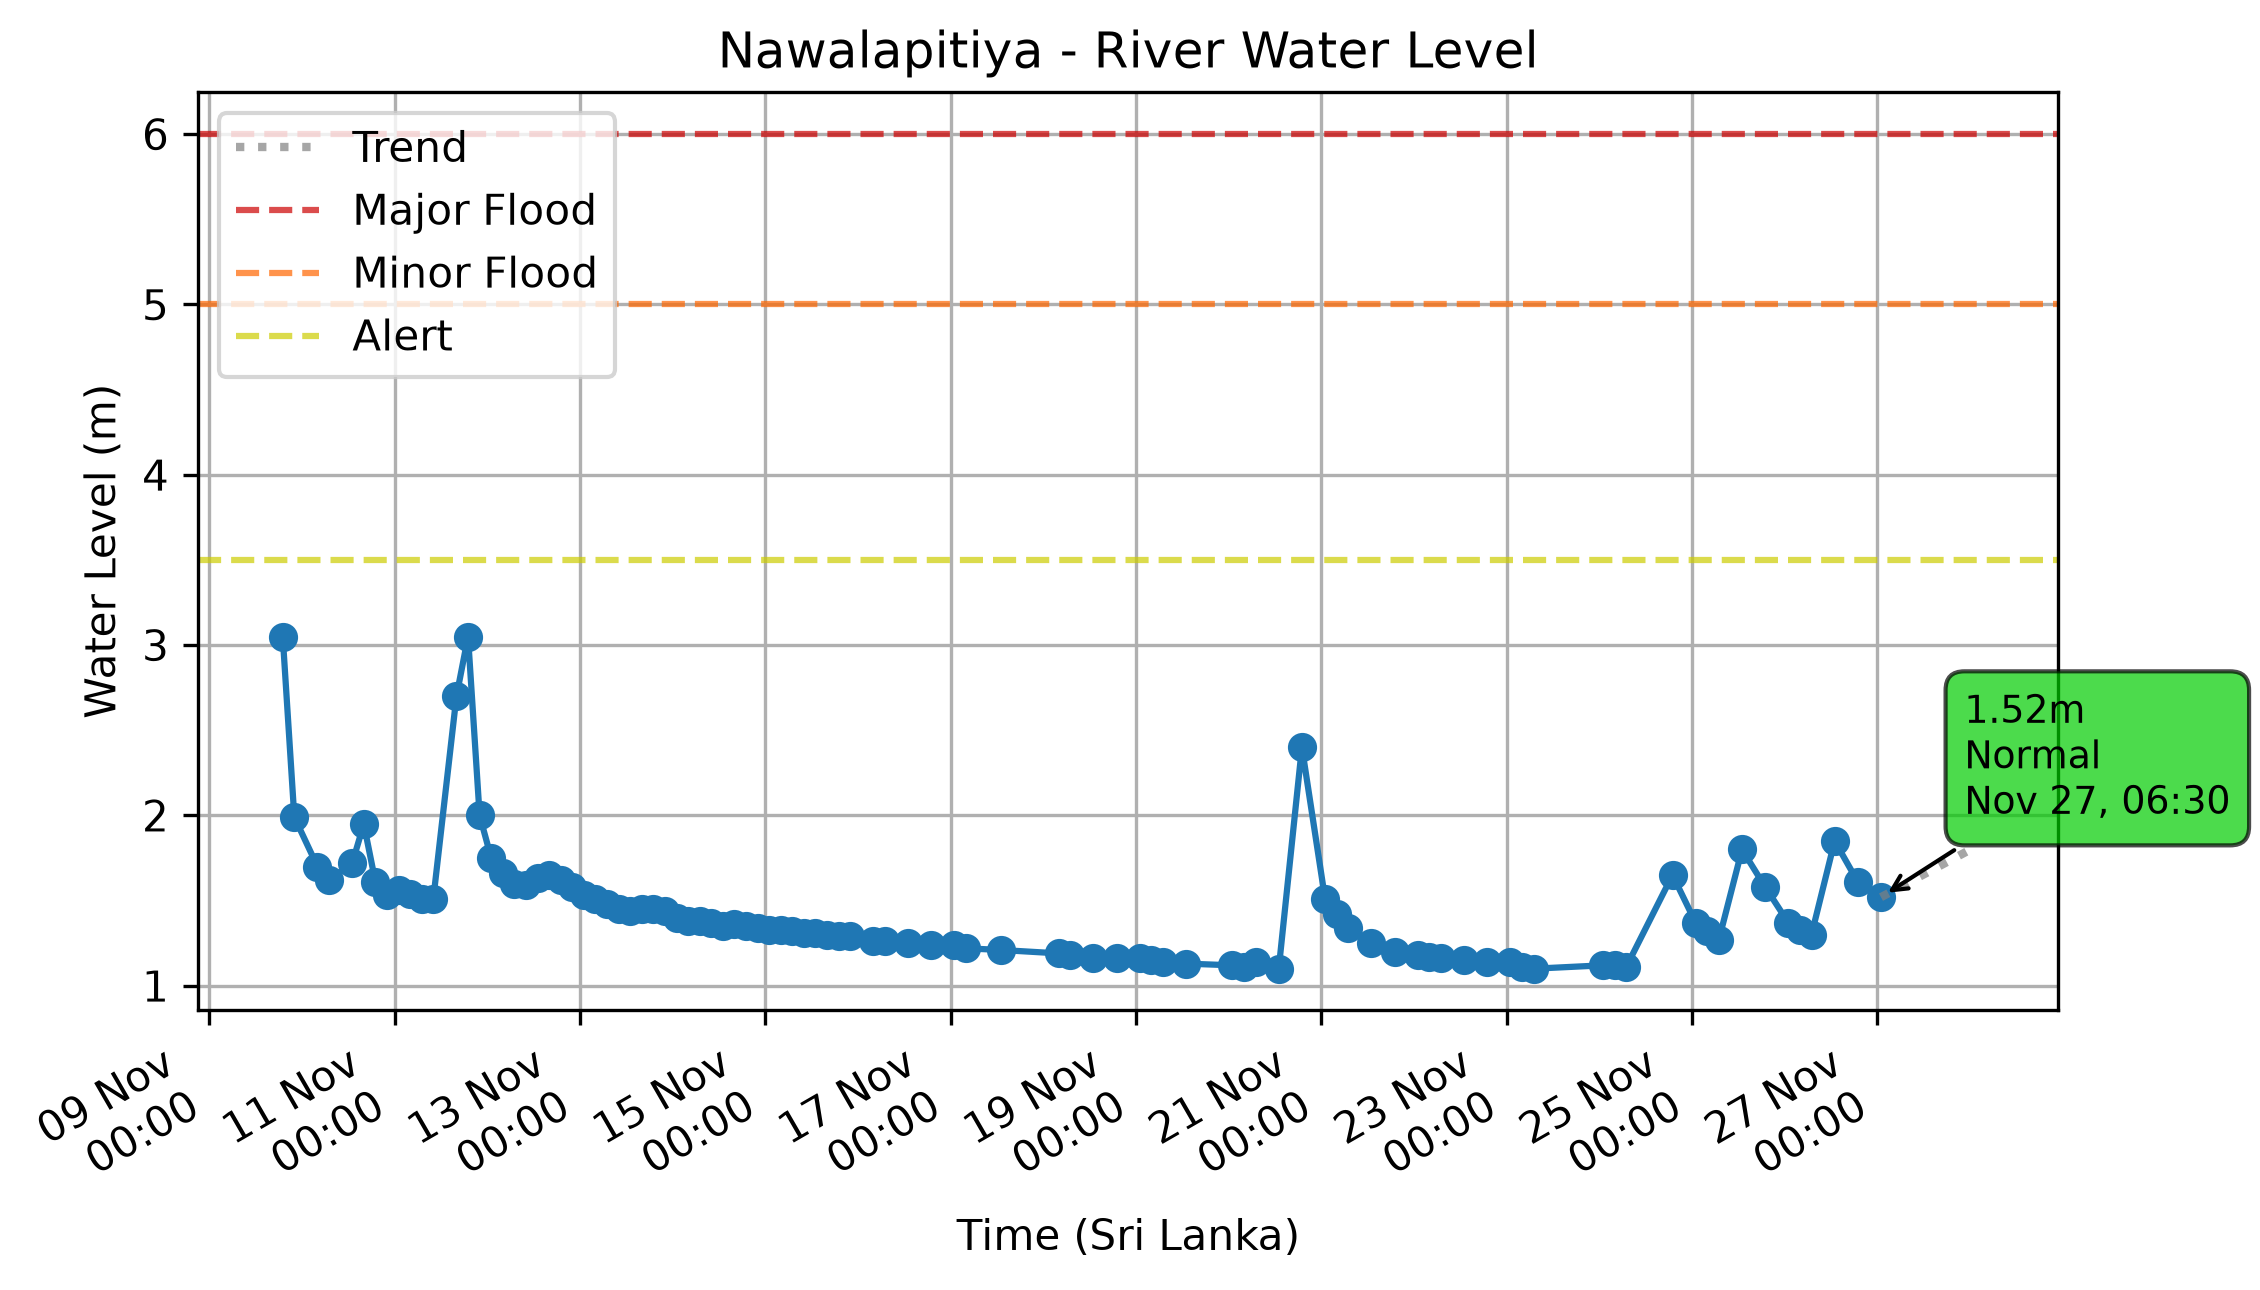 Nawalapitiya - River Water Level
Water Level (m)
6
5
4
3
2
1
Trend
Major Flood
Minor Flood
Alert
1.52m
Normal
Nov 27, 06:30
09 Nov
00:00
11 Nov
00:00
13 Nov
00:00
15 Nov
00:00
17 Nov
00:00
19 Nov
00:00
21 Nov
00:00
23 Nov
00:00
25 Nov
00:00
27 Nov
00:00
Time (Sri Lanka)